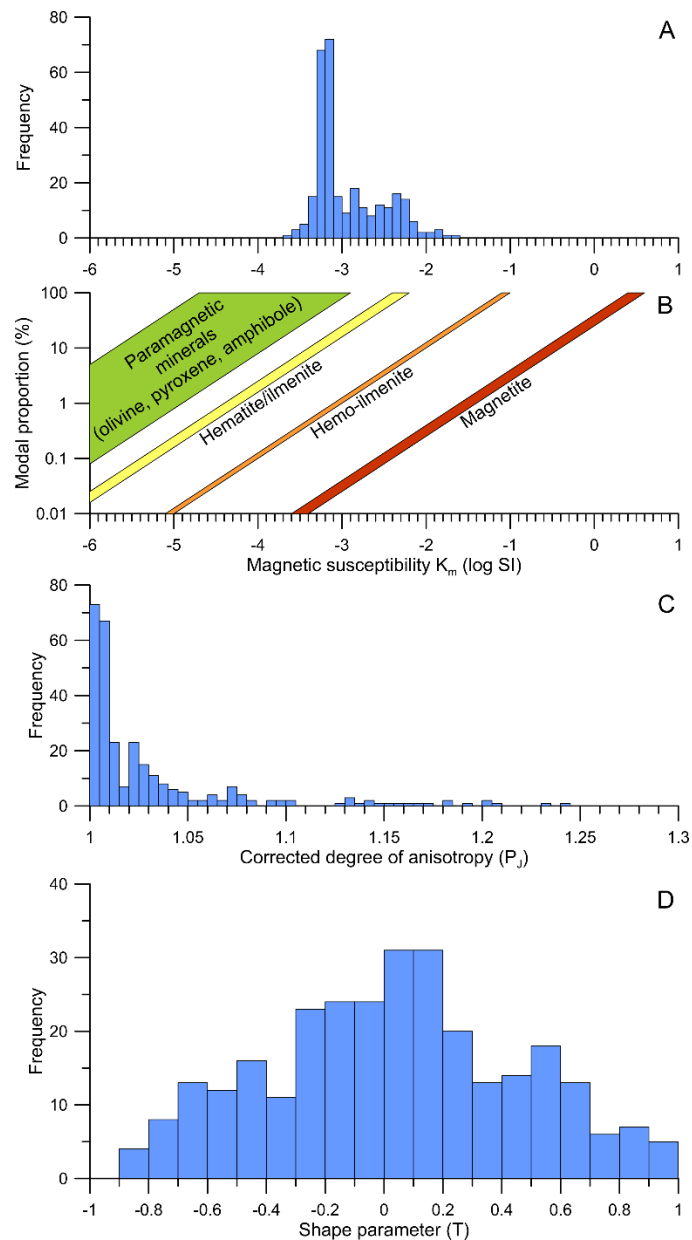 A
80
60
40
20
0
Frequency
-6 -5 -4 -3 -2 -1 0 1
B
100
10
1
0.1
0.01
Modal proportion (%)
Paramagnetic
minerals
(olivine, pyroxene, amphibole)
Hematite/ilmenite
Hemo-ilmenite
Magnetite
-6 -5 -4 -3 -2 -1 0 1
Magnetic susceptibility Km (log SI)
C
80
60
40
20
0
Frequency
1 1.05 1.1 1.15 1.2 1.25 1.3
Corrected degree of anisotropy (PJ)
D
40
30
20
10
0
Frequency
-1 -0.8 -0.6 -0.4 -0.2 0 0.2 0.4 0.6 0.8 1
Shape parameter (T)